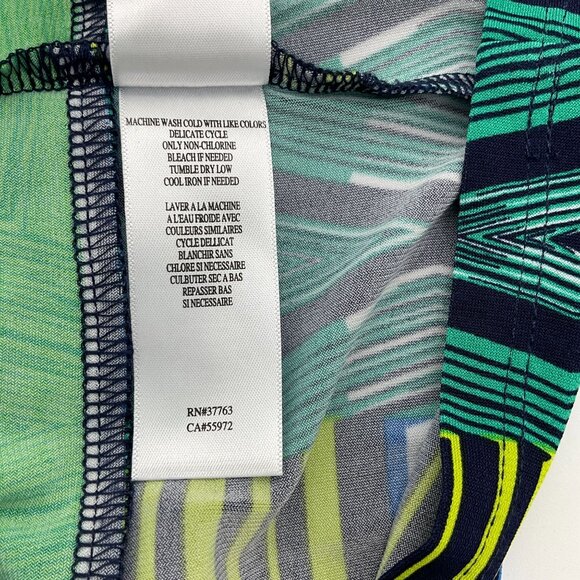 MACHINE WASH COLD WITH LIKE COLORS
DELICATE CYCLE
ONLY NON-CHLORINE
BLEACH IF NEEDED
TUMBLE DRY LOW
COOL IRON IF NEEDED
LAVER A LA MACHINE
A L'EAU FROIDE AVEC
COULEURS SIMILAIRES
CYCLE DELLICAT
BLANCHIR SANS
CHLORE SI NECESSAIRE
CULBUTER SEC A BAS
REPASSER BAS
SI NECESSAIRE
RN#37763
CA#55972